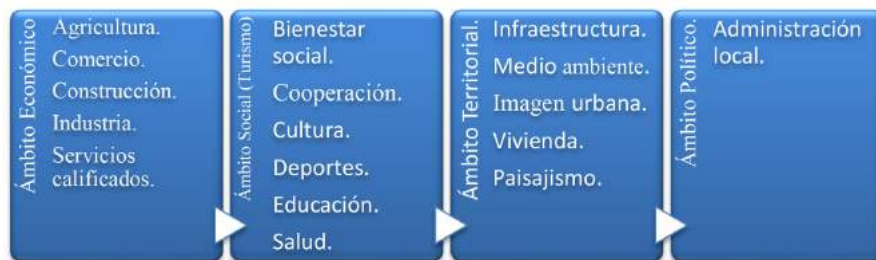 Ámbito Económico
Agricultura.
Comercio.
Construcción.
Industria.
Servicios
calificados.
Ámbito Social (Turismo)
Bienestar
social.
Cooperación.
Cultura.
Deportes.
Educación.
Salud.
Ámbito Territorial.
Infraestructura.
Medio ambiente.
Imagen urbana.
Vivienda.
Paisajismo.
Ámbito Político.
Administración
local.